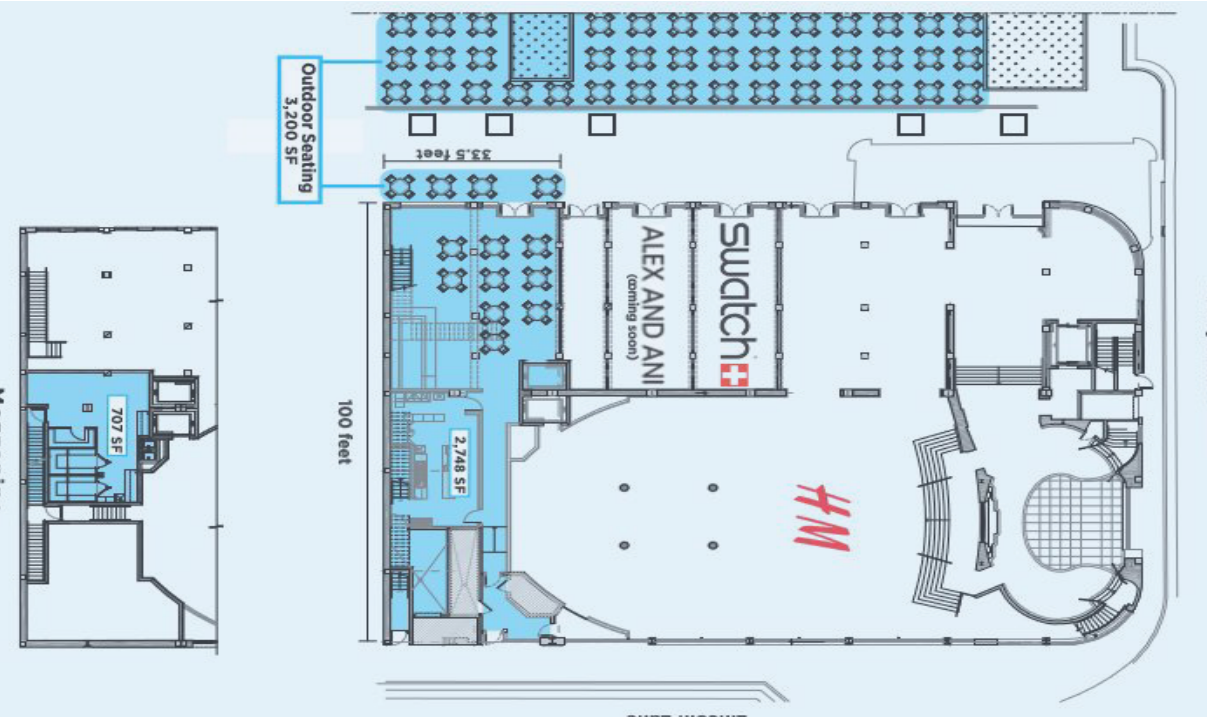 Outdoor Seating
3,200 SF
33.5 feet
ALEX AND ANI
(coming soon)
swatch
100 feet
707 SF
2,748 SF
HM